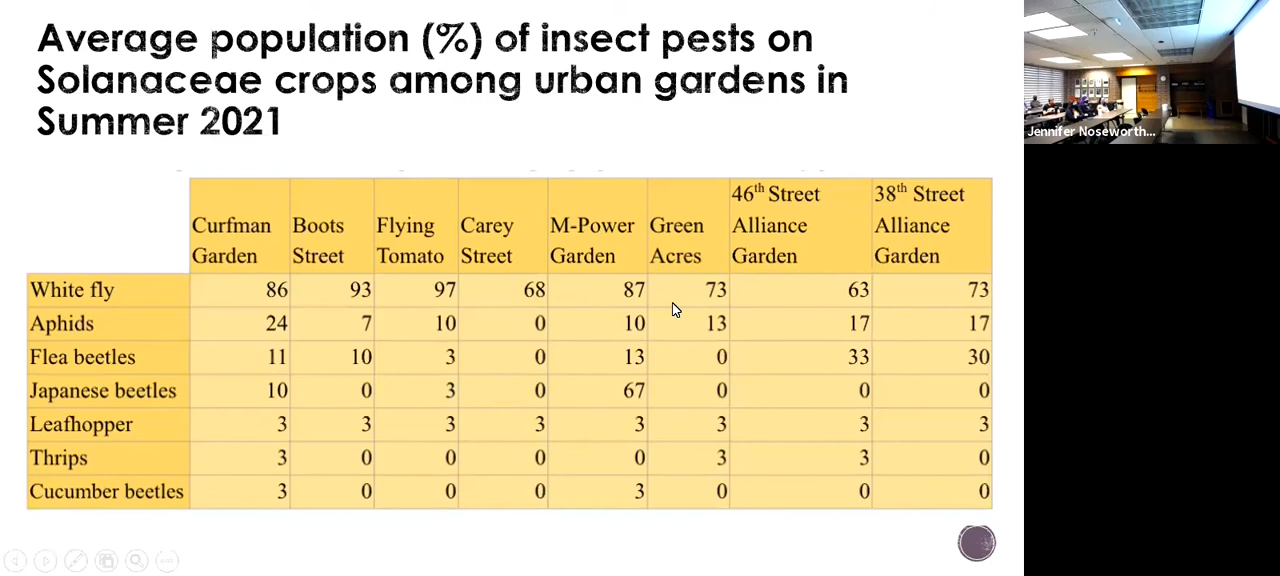 Average population (%) of insect pests on
Solanaceae crops among urban gardens in
Summer 2021
Jennifer Noseworth...
Curfman Garden Boots Street Flying Tomato Carey Street M-Power Garden Green Acres 46th Street Alliance Garden 38th Street Alliance Garden
White fly 86 93 97 68 87 73 63 73
Aphids 24 7 10 0 10 13 17 17
Flea beetles 11 10 3 0 13 0 33 30
Japanese beetles 10 0 3 0 67 0 0 0
Leafhopper 3 3 3 3 3 3 3 3
Thrips 3 0 0 0 0 3 3 0
Cucumber beetles 3 0 0 0 3 0 0 0